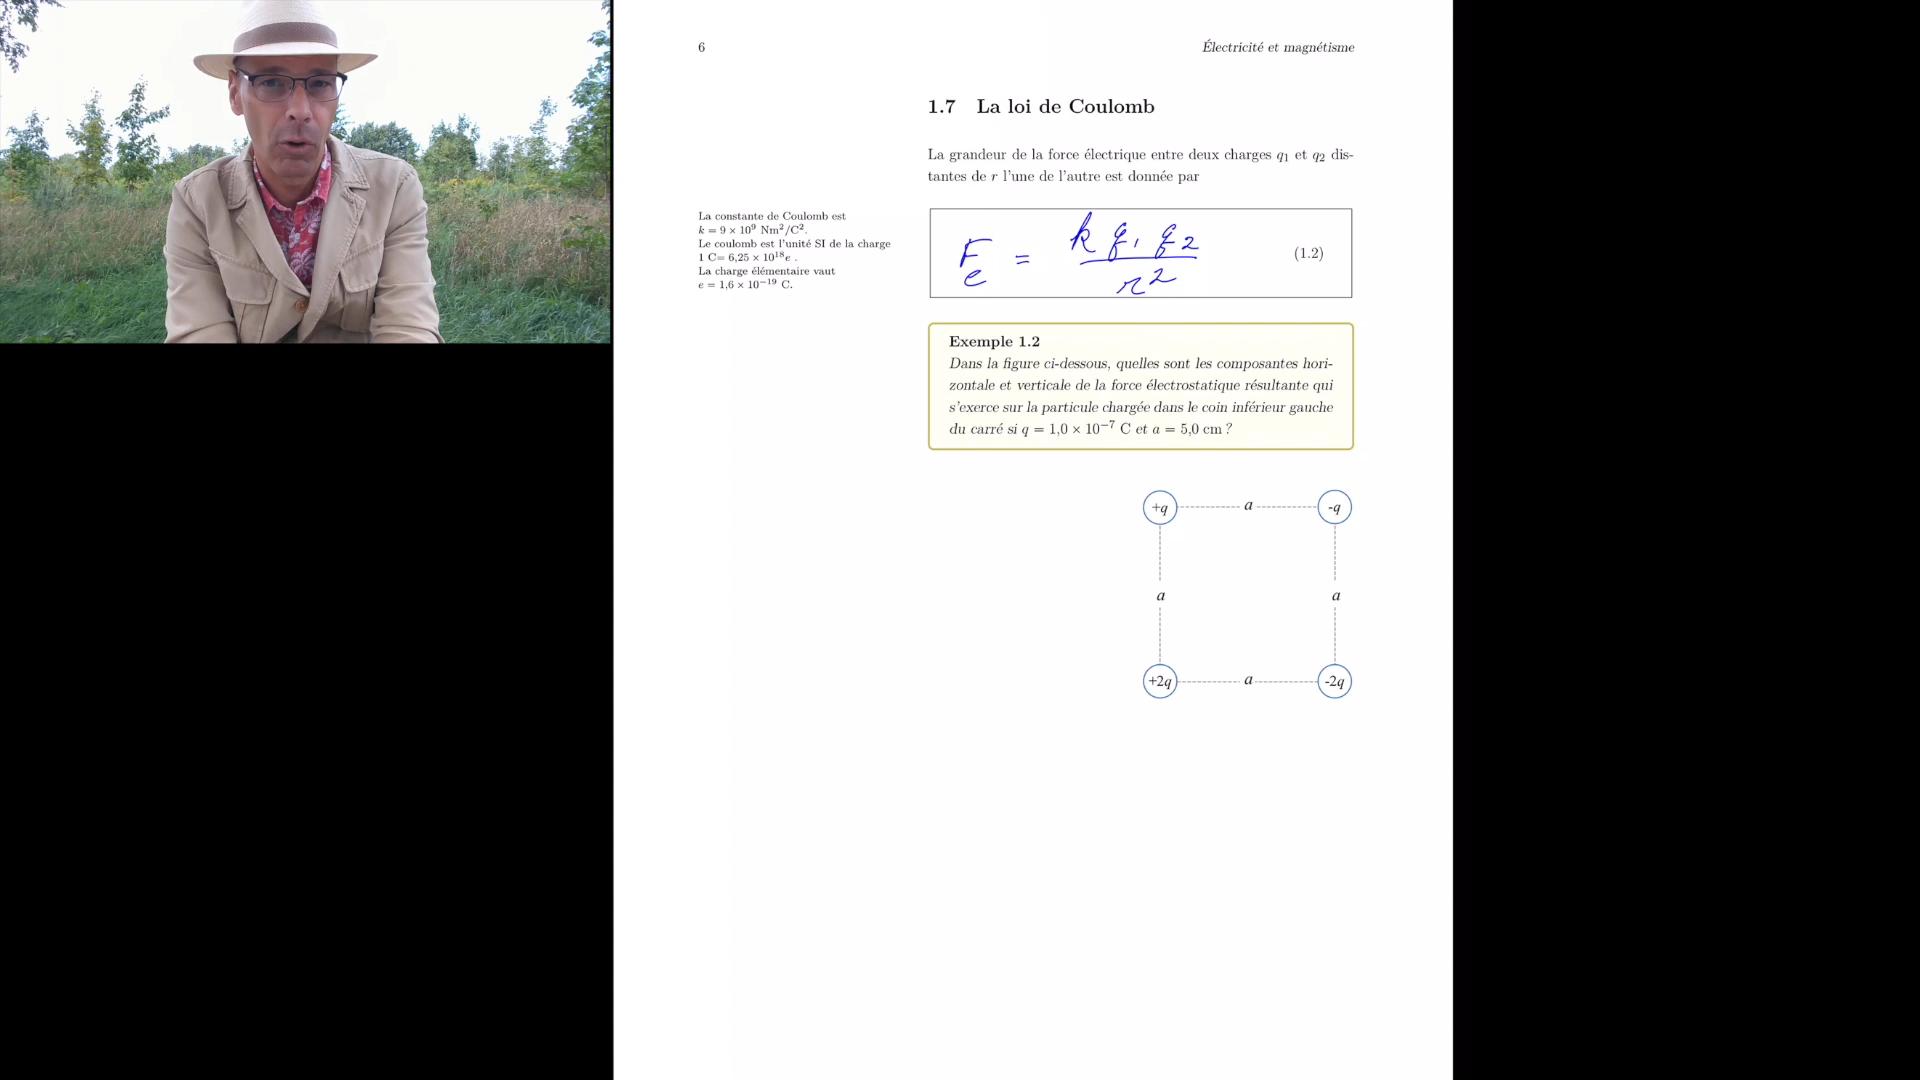 6
Électricité et magnétisme
1.7 La loi de Coulomb
La grandeur de la force électrique entre deux charges q₁ et q₂ dis-
tantes de r l'une de l'autre est donnée par
La constante de Coulomb est
k = 9 × 10⁹ Nm²/C².
Le coulomb est l'unité SI de la charge
1 C= 6,25 × 10¹⁸e .
La charge élémentaire vaut
e = 1,6 × 10⁻¹⁹ C.
Fe = k q₁ q₂ / r²
(1.2)
Exemple 1.2
Dans la figure ci-dessous, quelles sont les composantes hori-
zontale et verticale de la force électrostatique résultante qui
s'exerce sur la particule chargée dans le coin inférieur gauche
du carré si q = 1,0 × 10⁻⁷ C et a = 5,0 cm ?
+q a -q
a a
+2q a -2q